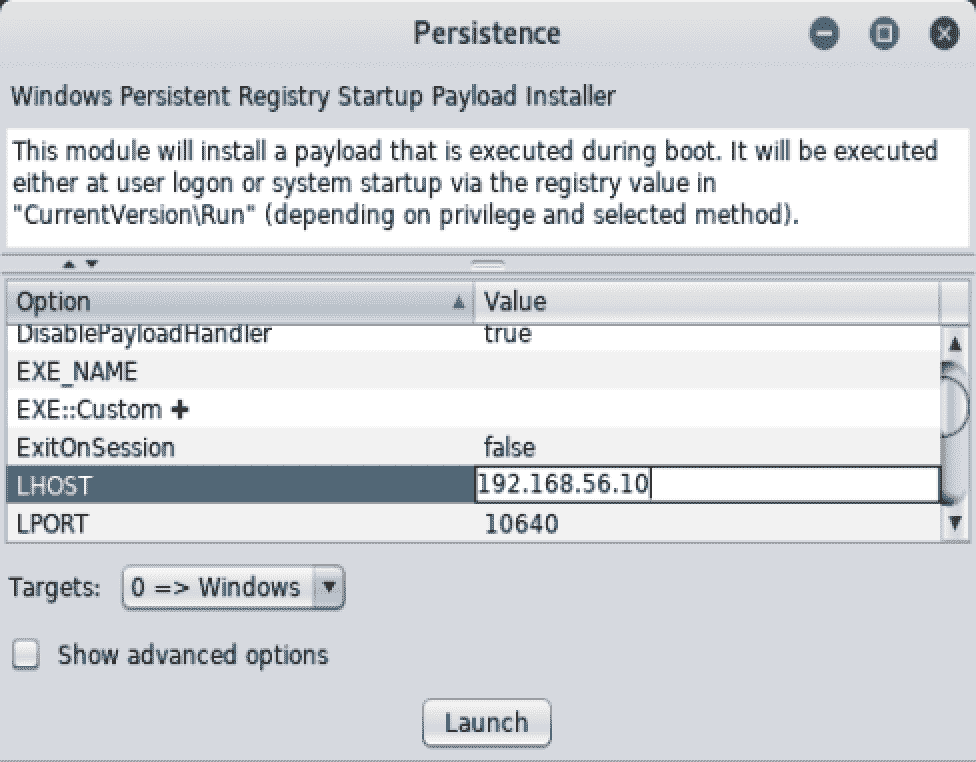 Persistence
Windows Persistent Registry Startup Payload Installer
This module will install a payload that is executed during boot. It will be executed
either at user logon or system startup via the registry value in
"CurrentVersion\Run" (depending on privilege and selected method).
Option Value
DisablePayloadHandler true
EXE_NAME
EXE::Custom ✚
ExitOnSession false
LHOST 192.168.56.10
LPORT 10640
Targets: 0 => Windows
Show advanced options
Launch